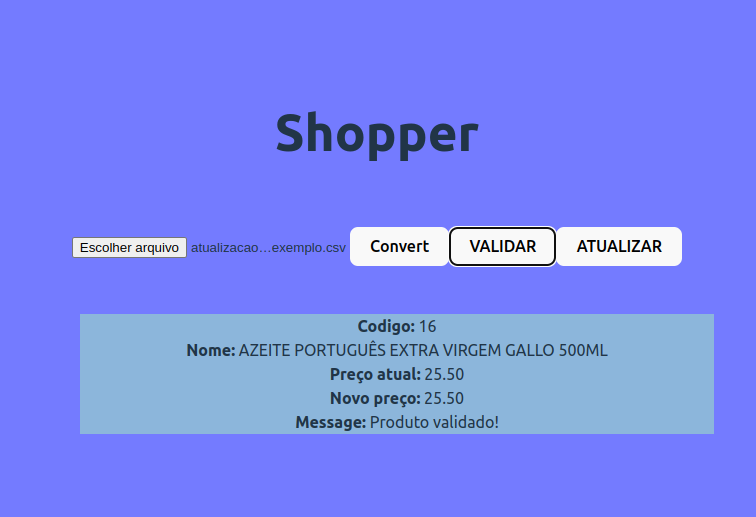 Shopper
Escolher arquivo atualizacao…exemplo.csv Convert VALIDAR ATUALIZAR
Codigo: 16
Nome: AZEITE PORTUGUÊS EXTRA VIRGEM GALLO 500ML
Preço atual: 25.50
Novo preço: 25.50
Message: Produto validado!